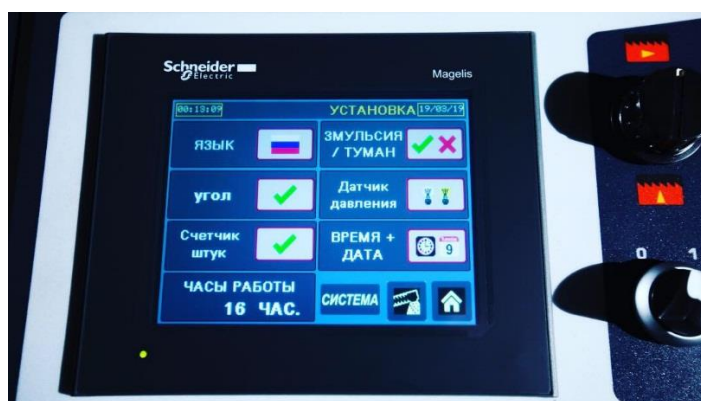 Schneider
Electric
Magelis
00:13:09
УСТАНОВКА
19/03/19
ЯЗЫК
ЗМУЛЬСИЯ
/ ТУМАН
угол
Датчик
давления
Счетчик
штук
ВРЕМЯ +
ДАТА
9
ЧАСЫ РАБОТЫ
16 ЧАС.
СИСТЕМА
0 1